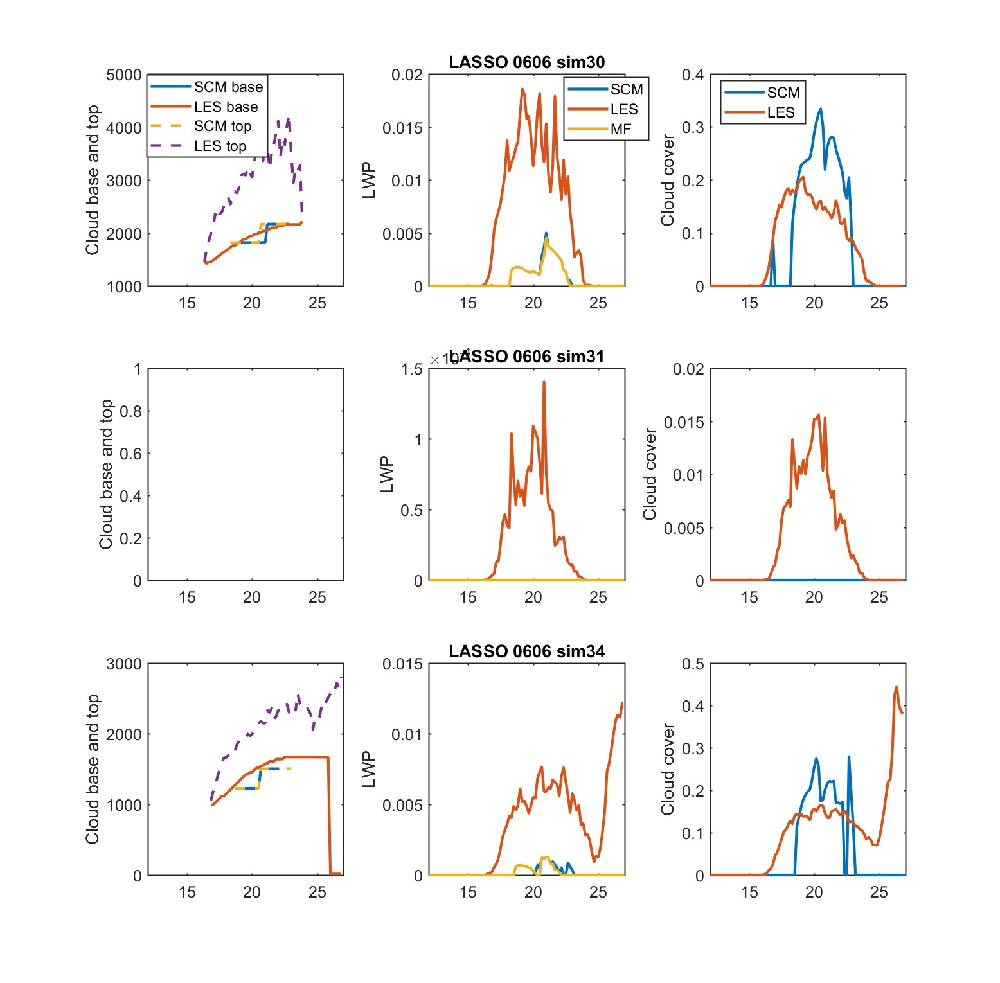 LASSO 0606 sim30
Cloud base and top
5000
4000
3000
2000
1000
15 20 25
SCM base
LES base
SCM top
LES top
LWP
0.02
0.015
0.01
0.005
0
15 20 25
SCM
LES
MF
Cloud cover
0.4
0.3
0.2
0.1
0
15 20 25
SCM
LES
LASSO 0606 sim31
Cloud base and top
1
0.8
0.6
0.4
0.2
0
15 20 25
LWP
×10
1.5
1
0.5
0
15 20 25
Cloud cover
0.02
0.015
0.01
0.005
0
15 20 25
LASSO 0606 sim34
Cloud base and top
3000
2000
1000
0
15 20 25
LWP
0.015
0.01
0.005
0
15 20 25
Cloud cover
0.5
0.4
0.3
0.2
0.1
0
15 20 25